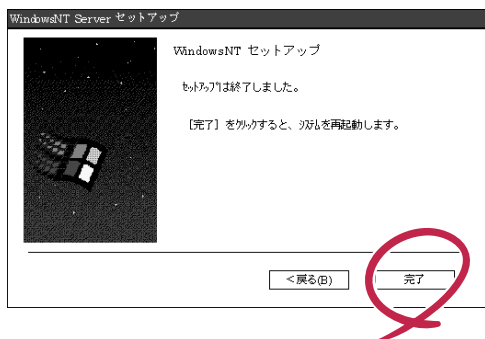 WindowsNT Server セットアップ
WindowsNT セットアップ
ｾｯﾄｱｯﾌﾟは終了しました。
［完了］をｸﾘｯｸすると、ｼｽﾃﾑを再起動します。
<戻る(B)
完了